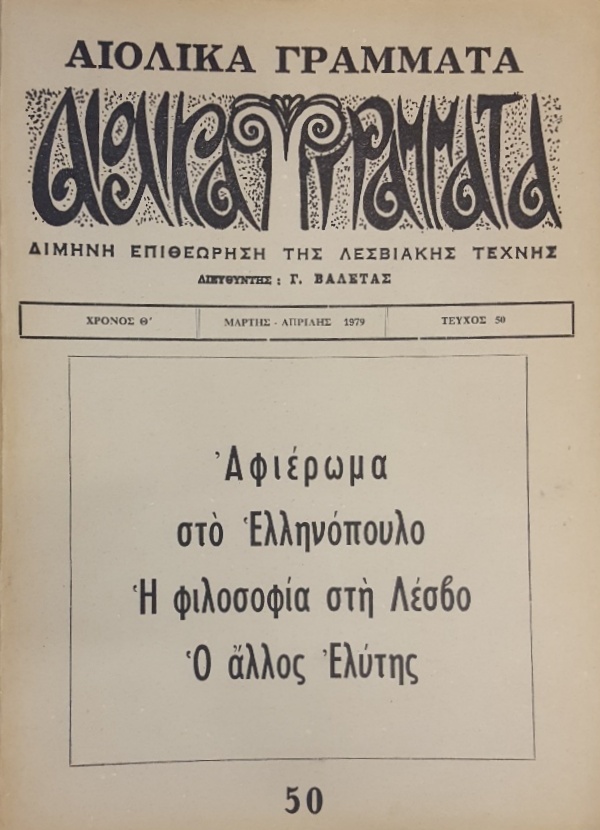 ΑΙΟΛΙΚΑ ΓΡΑΜΜΑΤΑ
ΑΙΟΛΙΚΑ ΓΡΑΜΜΑΤΑ
ΔΙΜΗΝΗ ΕΠΙΘΕΩΡΗΣΗ ΤΗΣ ΛΕΣΒΙΑΚΗΣ ΤΕΧΝΗΣ
ΔΙΕΥΘΥΝΤΗΣ : Γ. ΒΑΛΕΤΑΣ
ΧΡΟΝΟΣ Θ' ΜΑΡΤΗΣ - ΑΠΡΙΛΗΣ 1979 ΤΕΥΧΟΣ 50
Ἀφιέρωμα
στὸ Ἑλληνόπουλο
Ἡ φιλοσοφία στὴ Λέσβο
Ὁ ἄλλος Ἐλύτης
50